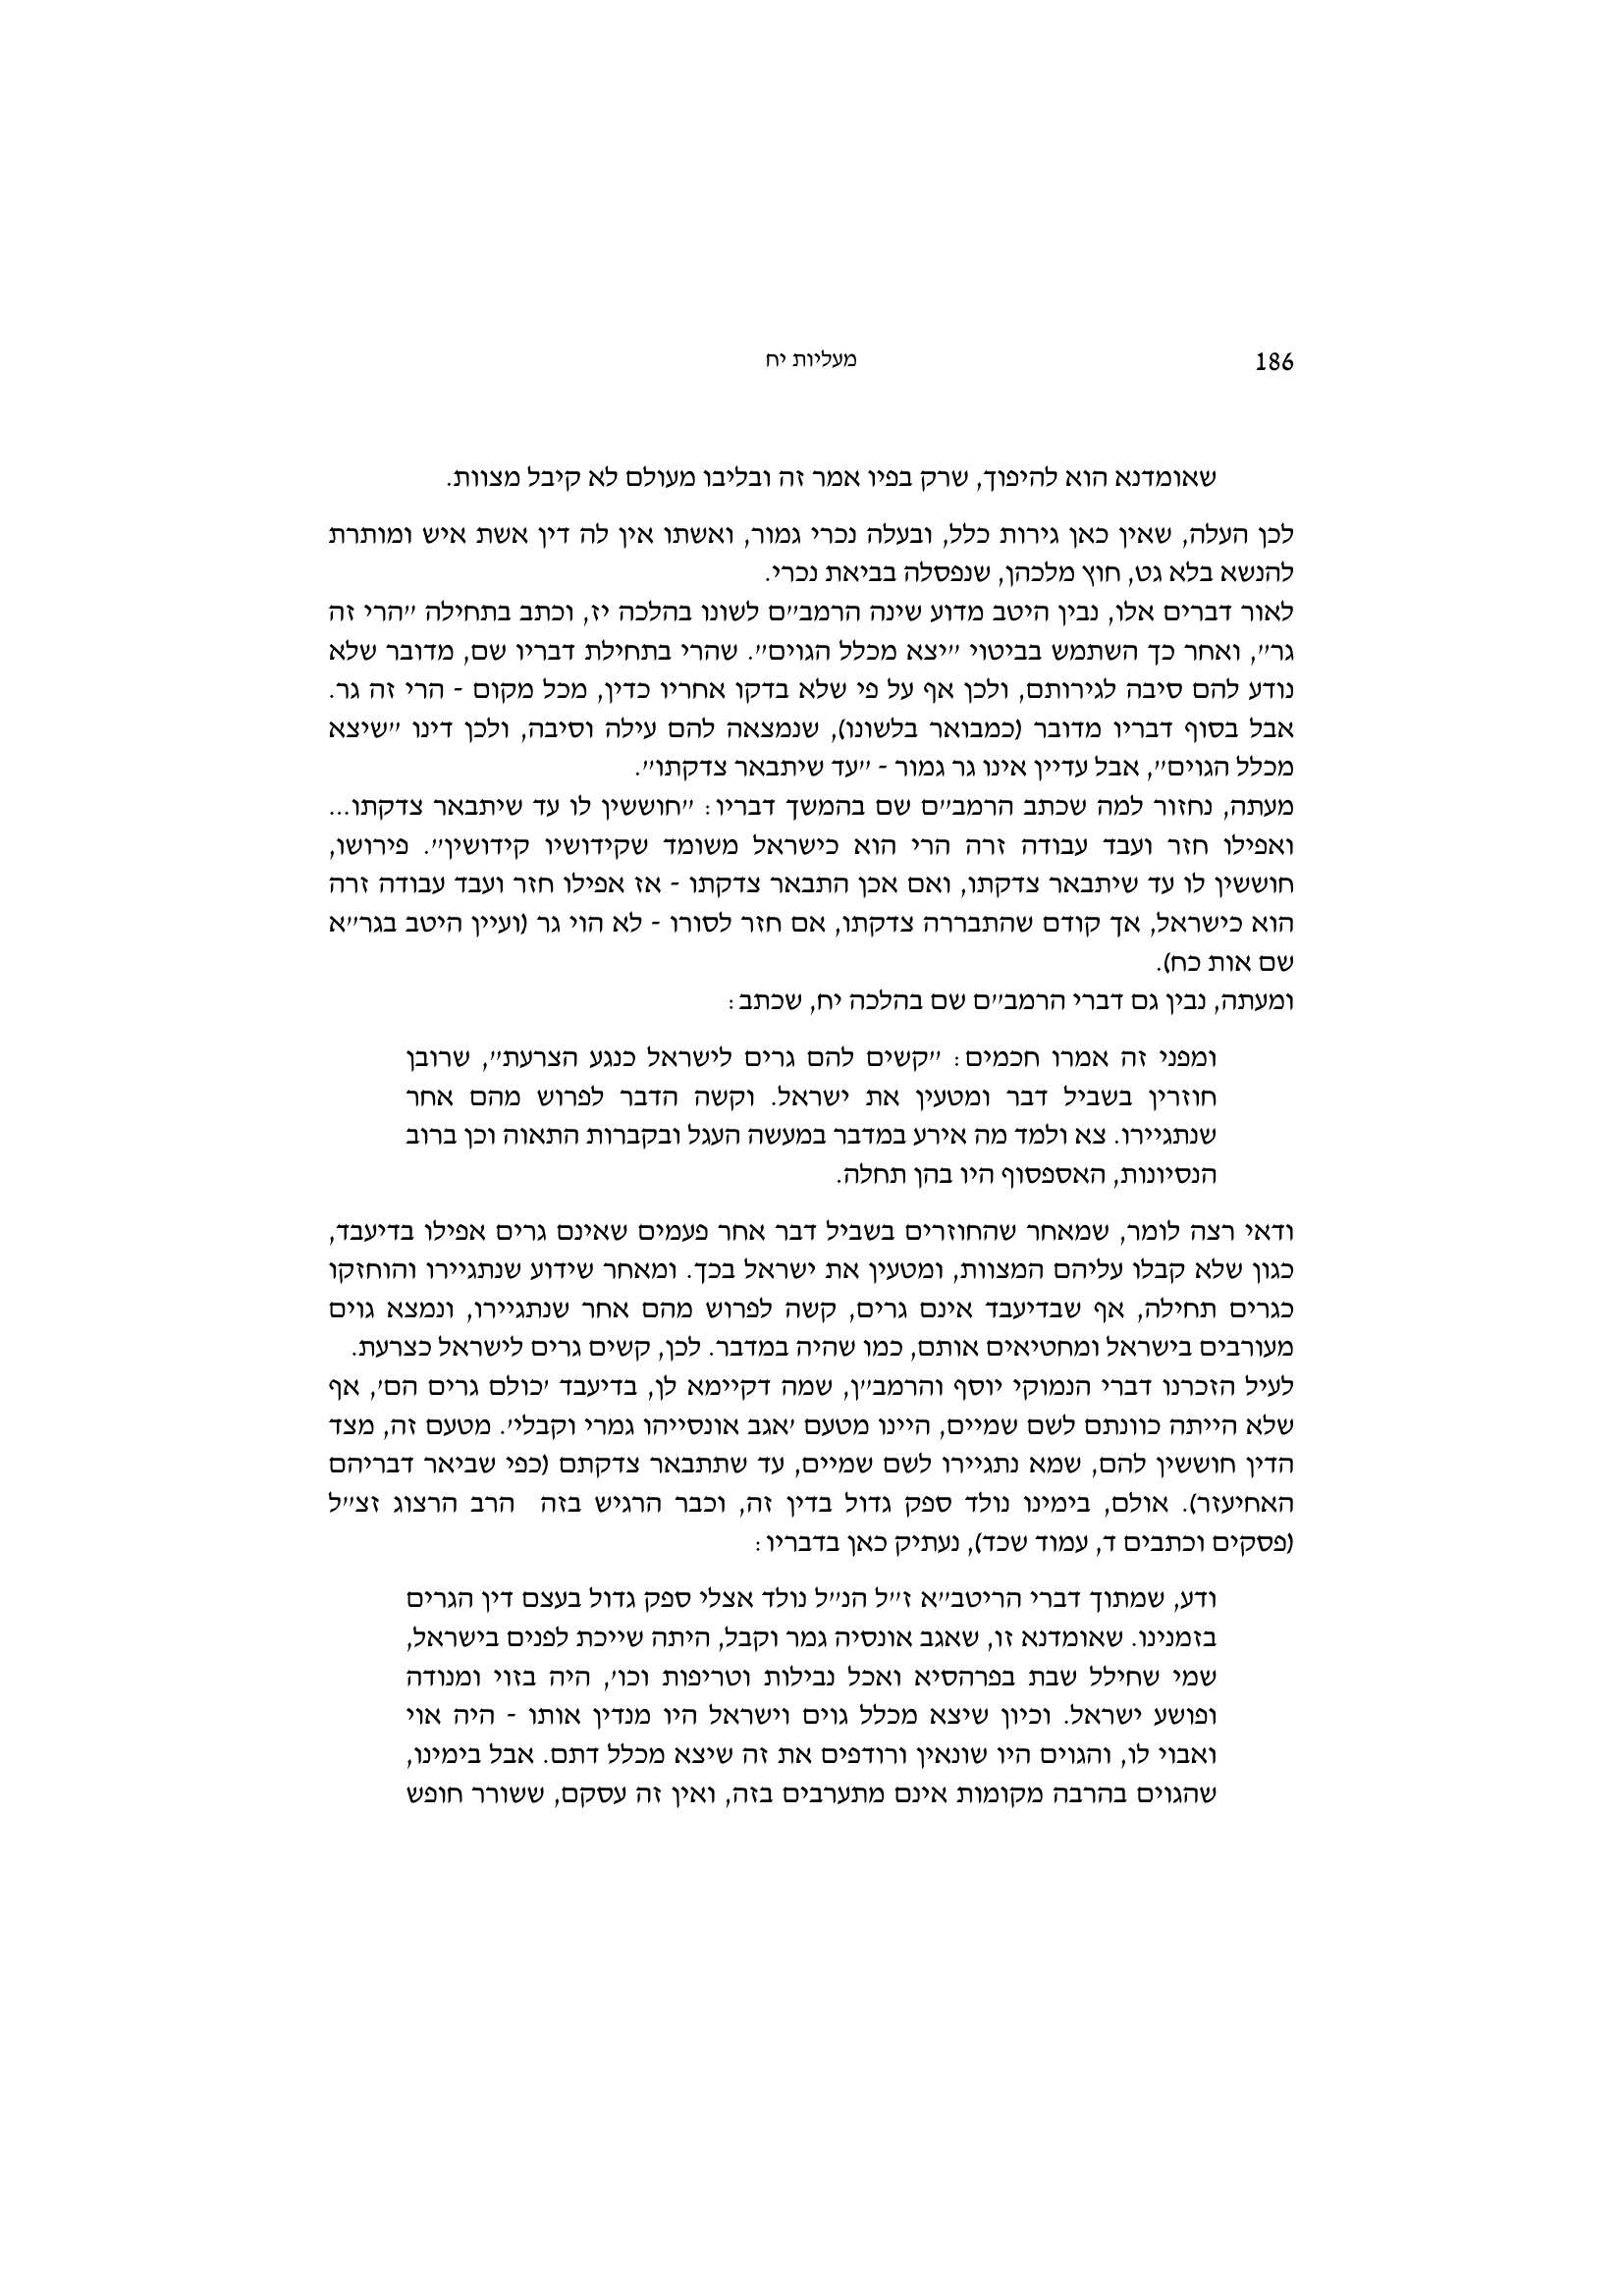 186
מעליות יח
שאומדנא הוא להיפוך, שרק בפיו אמר זה ובליבו מעולם לא קיבל מצוות.
לכן העלה, שאין כאן גירות כלל, ובעלה נכרי גמור, ואשתו אין לה דין אשת איש ומותרת
להנשא בלא גט, חוץ מלכהן, שנפסלה בביאת נכרי.
לאור דברים אלו, נבין היטב מדוע שינה הרמב״ם לשונו בהלכה יז, וכתב בתחילה ״הרי זה
גר״, ואחר כך השתמש בביטוי ״יצא מכלל הגוים״. שהרי בתחילת דבריו שם, מדובר שלא
נודע להם סיבה לגירותם, ולכן אף על פי שלא בדקו אחריו כדין, מכל מקום - הרי זה גר.
אבל בסוף דבריו מדובר (כמבואר בלשונו), שנמצאה להם עילה וסיבה, ולכן דינו ״שיצא
מכלל הגוים״, אבל עדיין אינו גר גמור - ״עד שיתבאר צדקתו״.
מעתה, נחזור למה שכתב הרמב״ם שם בהמשך דבריו: ״חוששין לו עד שיתבאר צדקתו...
ואפילו חזר ועבד עבודה זרה הרי הוא כישראל משומד שקידושיו קידושין״. פירושו,
חוששין לו עד שיתבאר צדקתו, ואם אכן התבאר צדקתו - אז אפילו חזר ועבד עבודה זרה
הוא כישראל, אך קודם שהתבררה צדקתו, אם חזר לסורו - לא הוי גר (ועיין היטב בגר״א
שם אות כח).
ומעתה, נבין גם דברי הרמב״ם שם בהלכה יח, שכתב:
ומפני זה אמרו חכמים: ״קשים להם גרים לישראל כנגע הצרעת״, שרובן
חוזרין בשביל דבר ומטעין את ישראל. וקשה הדבר לפרוש מהם אחר
שנתגיירו. צא ולמד מה אירע במדבר במעשה העגל ובקברות התאוה וכן ברוב
הנסיונות, האספסוף היו בהן תחלה.
ודאי רצה לומר, שמאחר שהחוזרים בשביל דבר אחר פעמים שאינם גרים אפילו בדיעבד,
כגון שלא קבלו עליהם המצוות, ומטעין את ישראל בכך. ומאחר שידוע שנתגיירו והוחזקו
כגרים תחילה, אף שבדיעבד אינם גרים, קשה לפרוש מהם אחר שנתגיירו, ונמצא גוים
מעורבים בישראל ומחטיאים אותם, כמו שהיה במדבר. לכן, קשים גרים לישראל כצרעת.
לעיל הזכרנו דברי הנמוקי יוסף והרמב״ן, שמה דקיימא לן, בדיעבד ׳כולם גרים הם׳, אף
שלא הייתה כוונתם לשם שמיים, היינו מטעם ׳אגב אונסייהו גמרי וקבלי׳. מטעם זה, מצד
הדין חוששין להם, שמא נתגיירו לשם שמיים, עד שתתבאר צדקתם (כפי שביאר דבריהם
האחיעזר). אולם, בימינו נולד ספק גדול בדין זה, וכבר הרגיש בזה הרב הרצוג זצ״ל
(פסקים וכתבים ד, עמוד שכד), נעתיק כאן בדבריו:
ודע, שמתוך דברי הריטב״א ז״ל הנ״ל נולד אצלי ספק גדול בעצם דין הגרים
בזמנינו. שאומדנא זו, שאגב אונסיה גמר וקבל, היתה שייכת לפנים בישראל,
שמי שחילל שבת בפרהסיא ואכל נבילות וטריפות וכו׳, היה בזוי ומנודה
ופושע ישראל. וכיון שיצא מכלל גוים וישראל היו מנדין אותו - היה אוי
ואבוי לו, והגוים היו שונאין ורודפים את זה שיצא מכלל דתם. אבל בימינו,
שהגוים בהרבה מקומות אינם מתערבים בזה, ואין זה עסקם, ששורר חופש